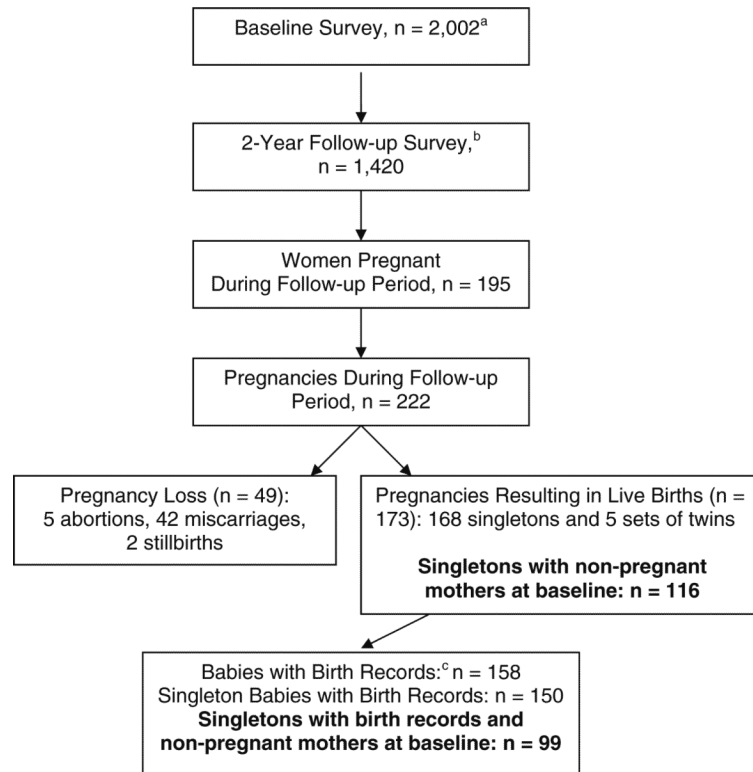 Baseline Survey, n = 2,002ᵃ
2-Year Follow-up Survey,ᵇ
n = 1,420
Women Pregnant
During Follow-up Period, n = 195
Pregnancies During Follow-up
Period, n = 222
Pregnancy Loss (n = 49):
5 abortions, 42 miscarriages,
2 stillbirths
Pregnancies Resulting in Live Births (n =
173): 168 singletons and 5 sets of twins
Singletons with non-pregnant
mothers at baseline: n = 116
Babies with Birth Records:ᶜ n = 158
Singleton Babies with Birth Records: n = 150
Singletons with birth records and
non-pregnant mothers at baseline: n = 99